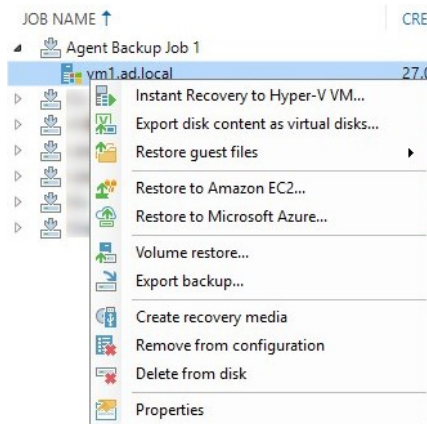 JOB NAME CRE
Agent Backup Job 1
vm1.ad.local 27.0
Instant Recovery to Hyper-V VM...
Export disk content as virtual disks...
Restore guest files
Restore to Amazon EC2...
Restore to Microsoft Azure...
Volume restore...
Export backup...
Create recovery media
Remove from configuration
Delete from disk
Properties